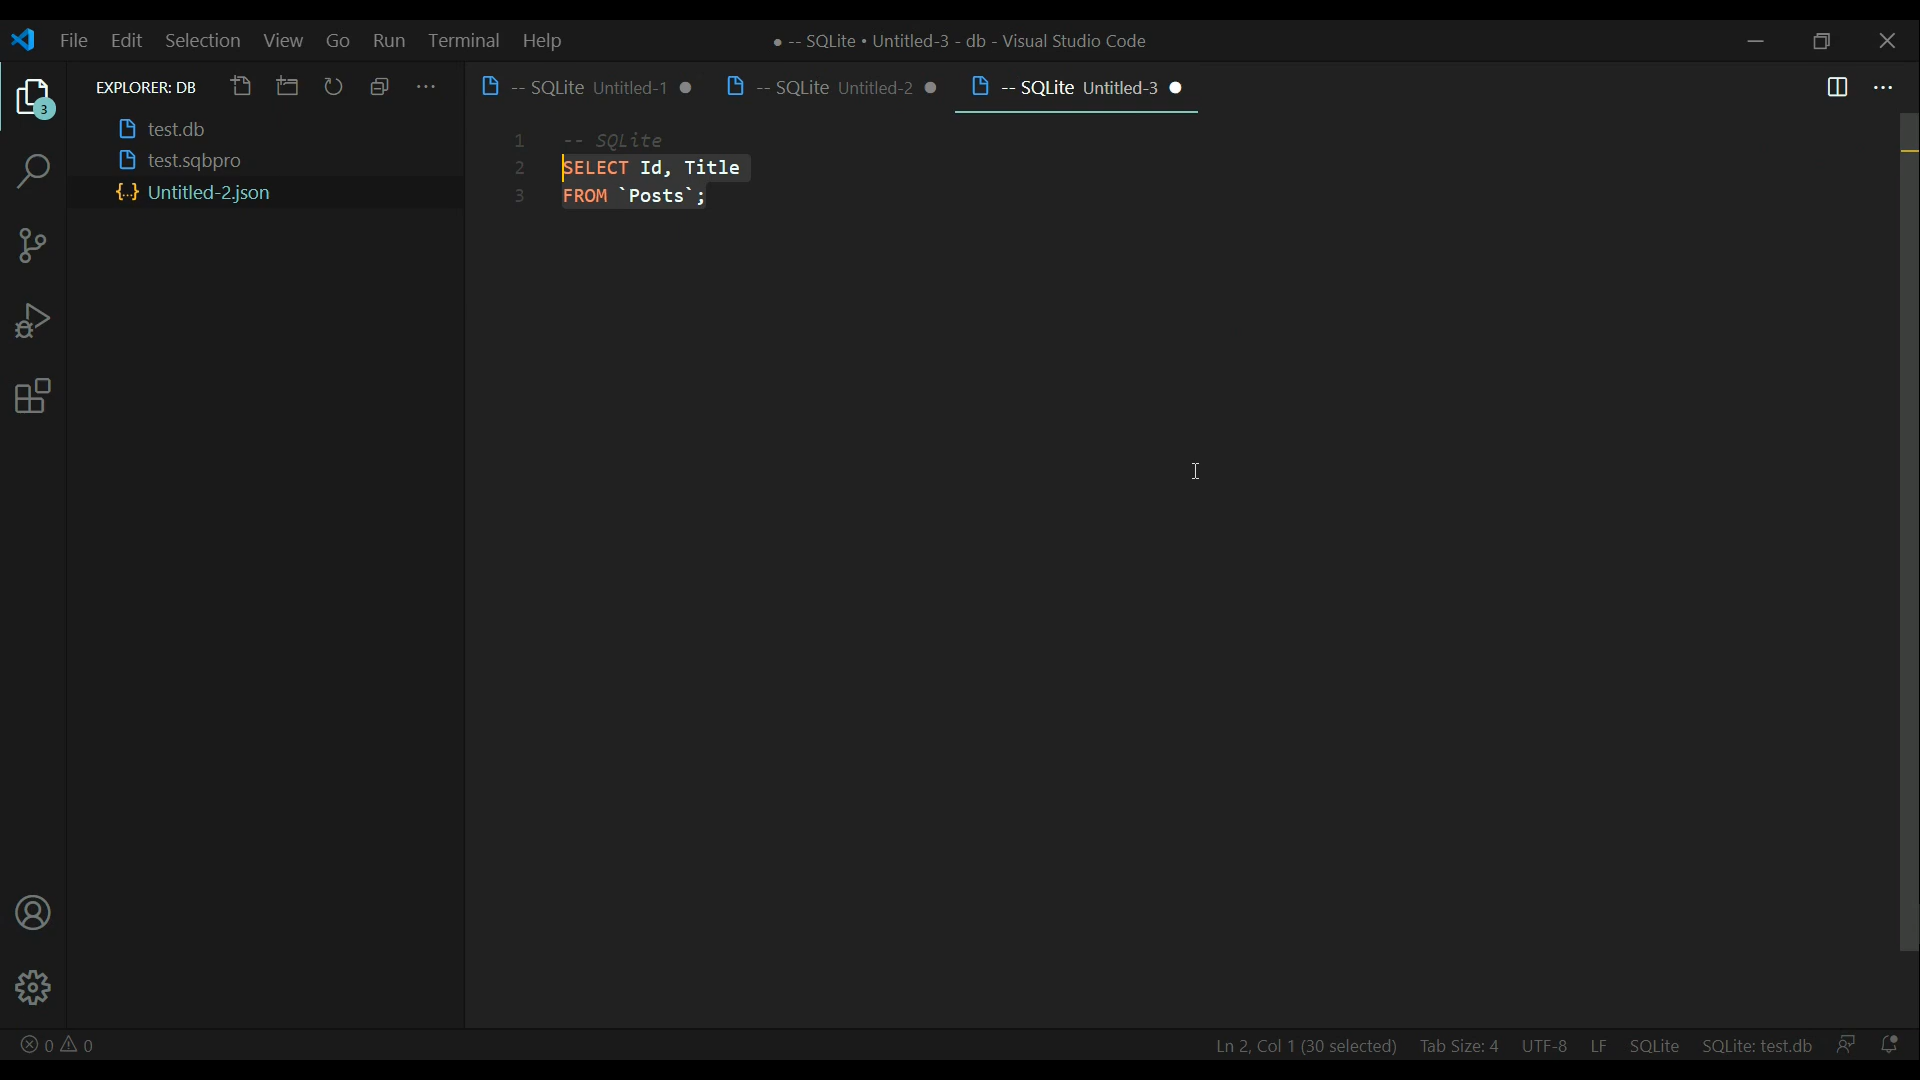 File Edit Selection View Go Run Terminal Help
● -- SQLite • Untitled-3 - db - Visual Studio Code
3
EXPLORER: DB
test.db
test.sqbpro
{..} Untitled-2.json
-- SQLite Untitled-1 ●
-- SQLite Untitled-2 ●
-- SQLite Untitled-3 ●
1 -- SQLite
2 SELECT Id, Title
3 FROM `Posts`;
0 0
Ln 2, Col 1 (30 selected) Tab Size: 4 UTF-8 LF SQLite SQLite: test.db